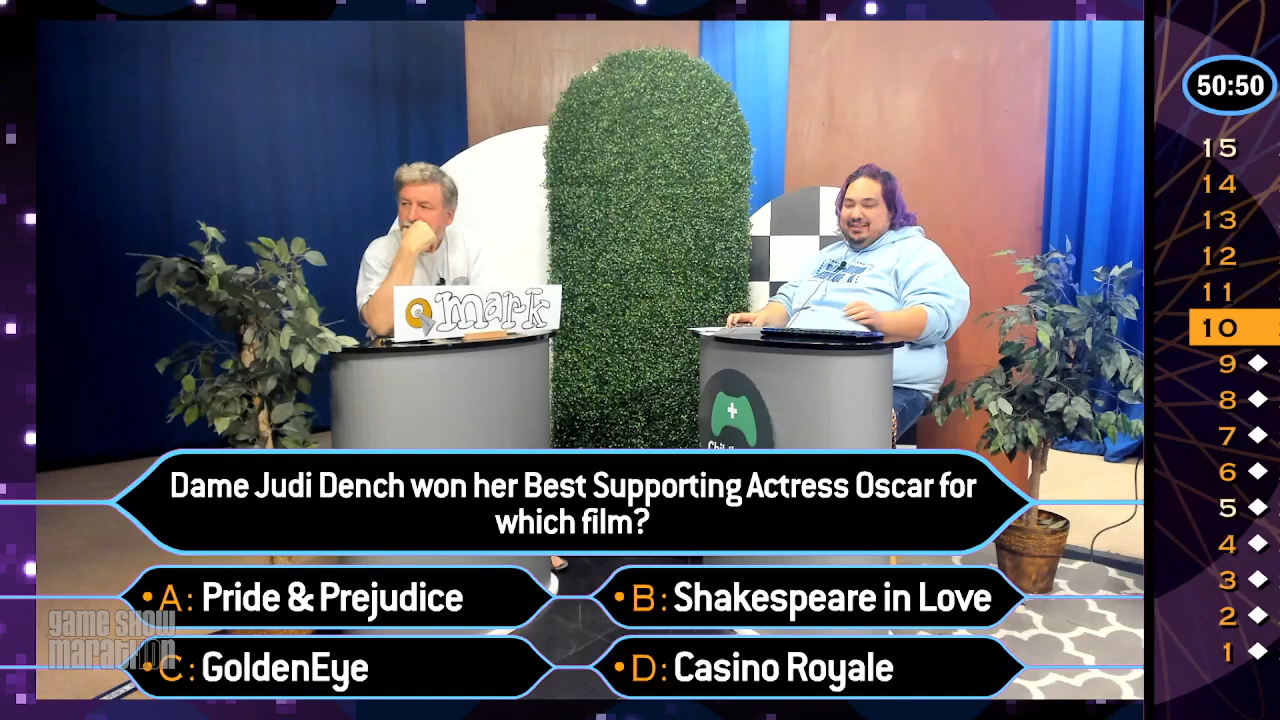 50:50
15
14
13
12
11
10
9
8
7
6
5
4
3
2
1
mark
Dame Judi Dench won her Best Supporting Actress Oscar for
which film?
A: Pride & Prejudice
B: Shakespeare in Love
C: GoldenEye
D: Casino Royale
game show
marathon